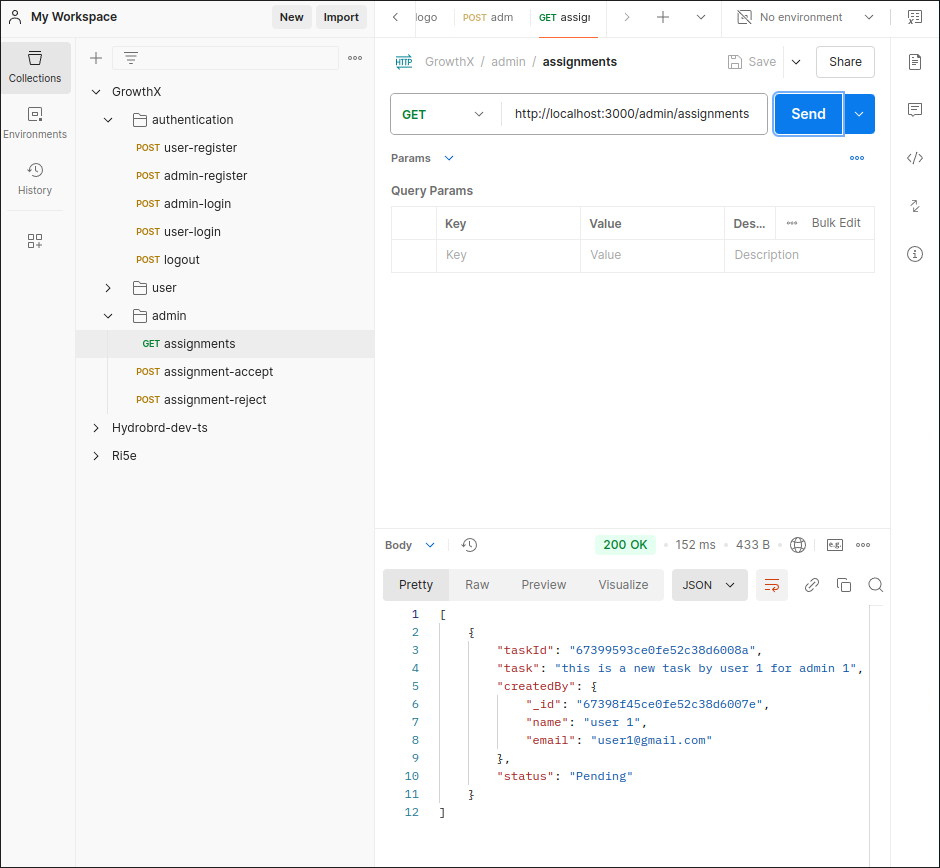 My Workspace
New
Import
logo
POST adm
GET assigr
No environment
Collections
Environments
History
GrowthX
authentication
POST user-register
POST admin-register
POST admin-login
POST user-login
POST logout
user
admin
GET assignments
POST assignment-accept
POST assignment-reject
Hydrobrd-dev-ts
Ri5e
HTTP GrowthX / admin / assignments
Save
Share
GET
http://localhost:3000/admin/assignments
Send
Params
Query Params
Key Value Des... Bulk Edit
Key Value Description
Body
200 OK
152 ms
433 B
e.g.
Pretty Raw Preview Visualize JSON
1 [
2 {
3 "taskId": "67399593ce0fe52c38d6008a",
4 "task": "this is a new task by user 1 for admin 1",
5 "createdBy": {
6 "_id": "67398f45ce0fe52c38d6007e",
7 "name": "user 1",
8 "email": "user1@gmail.com"
9 },
10 "status": "Pending"
11 }
12 ]